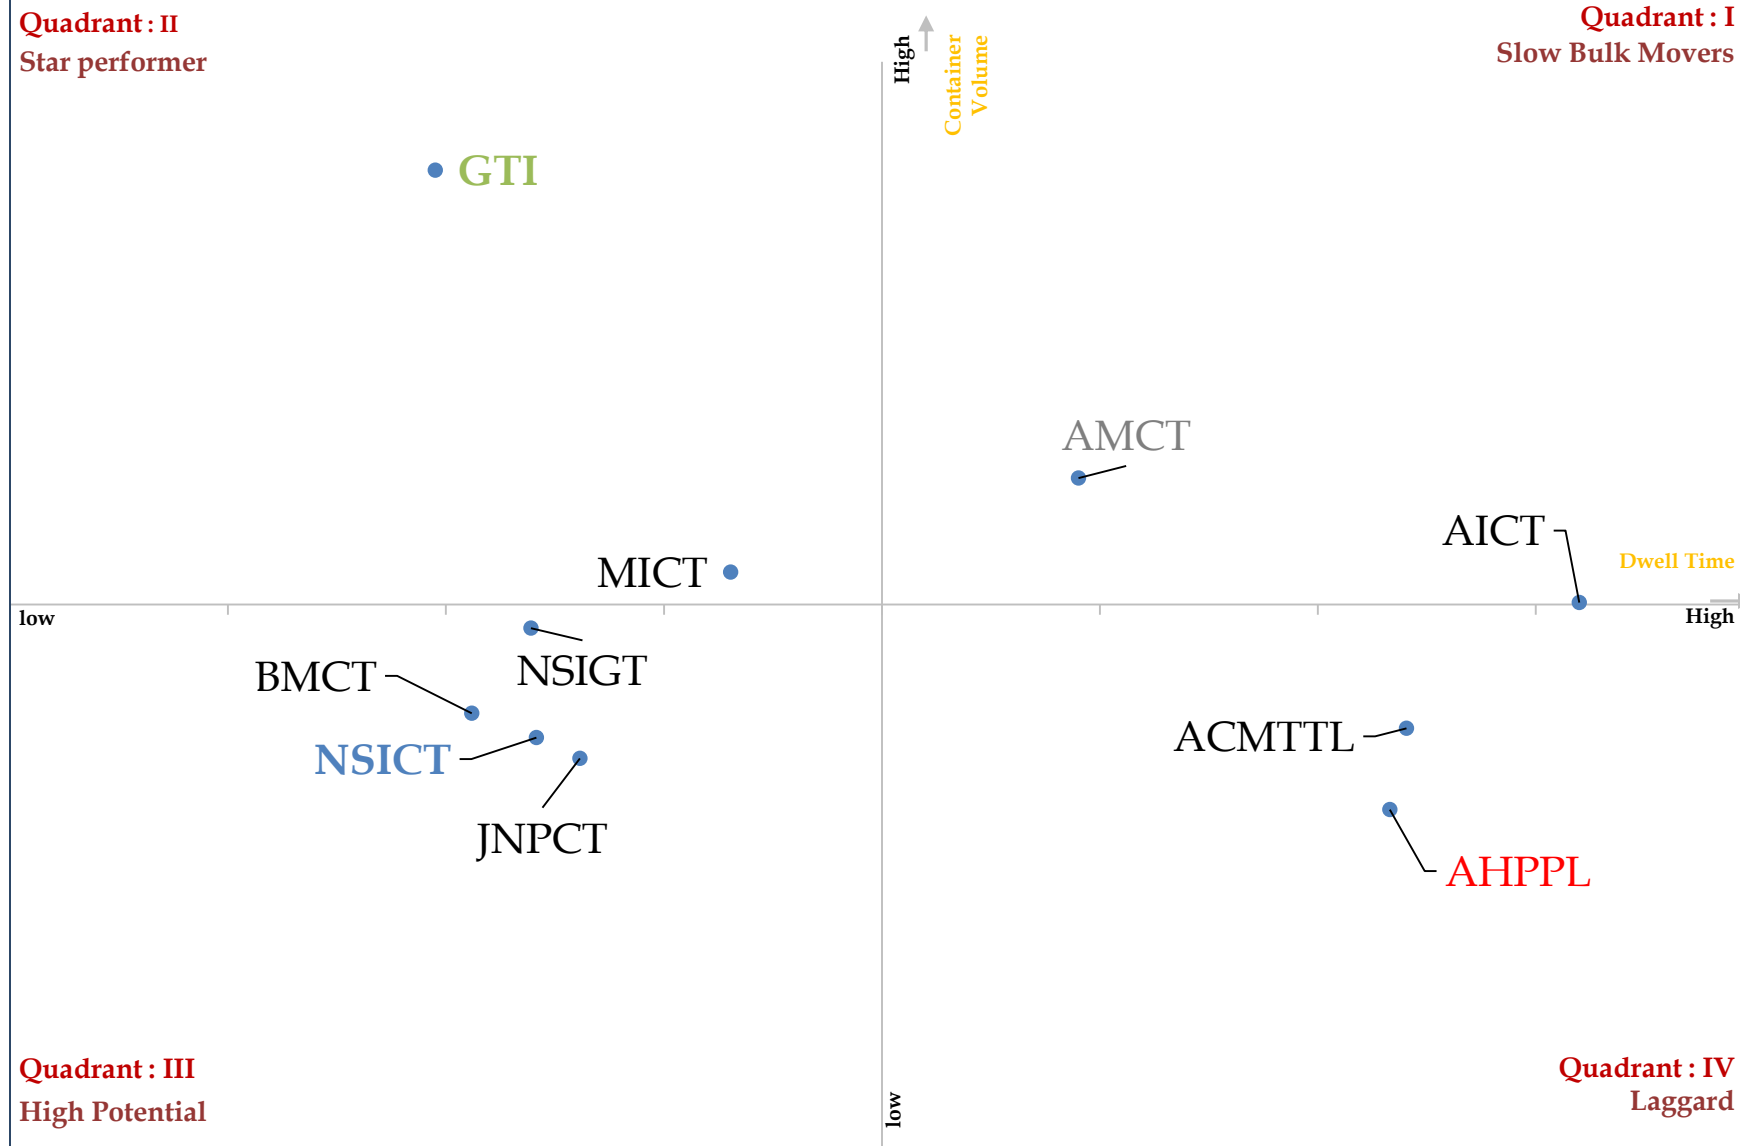 Quadrant : II
Star performer
Quadrant : I
Slow Bulk Movers
High
Container
Volume
GTI
AMCT
AICT
Dwell Time
MICT
low
High
NSIGT
BMCT
NSICT
ACMTTL
JNPCT
AHPPL
Quadrant : III
High Potential
low
Quadrant : IV
Laggard